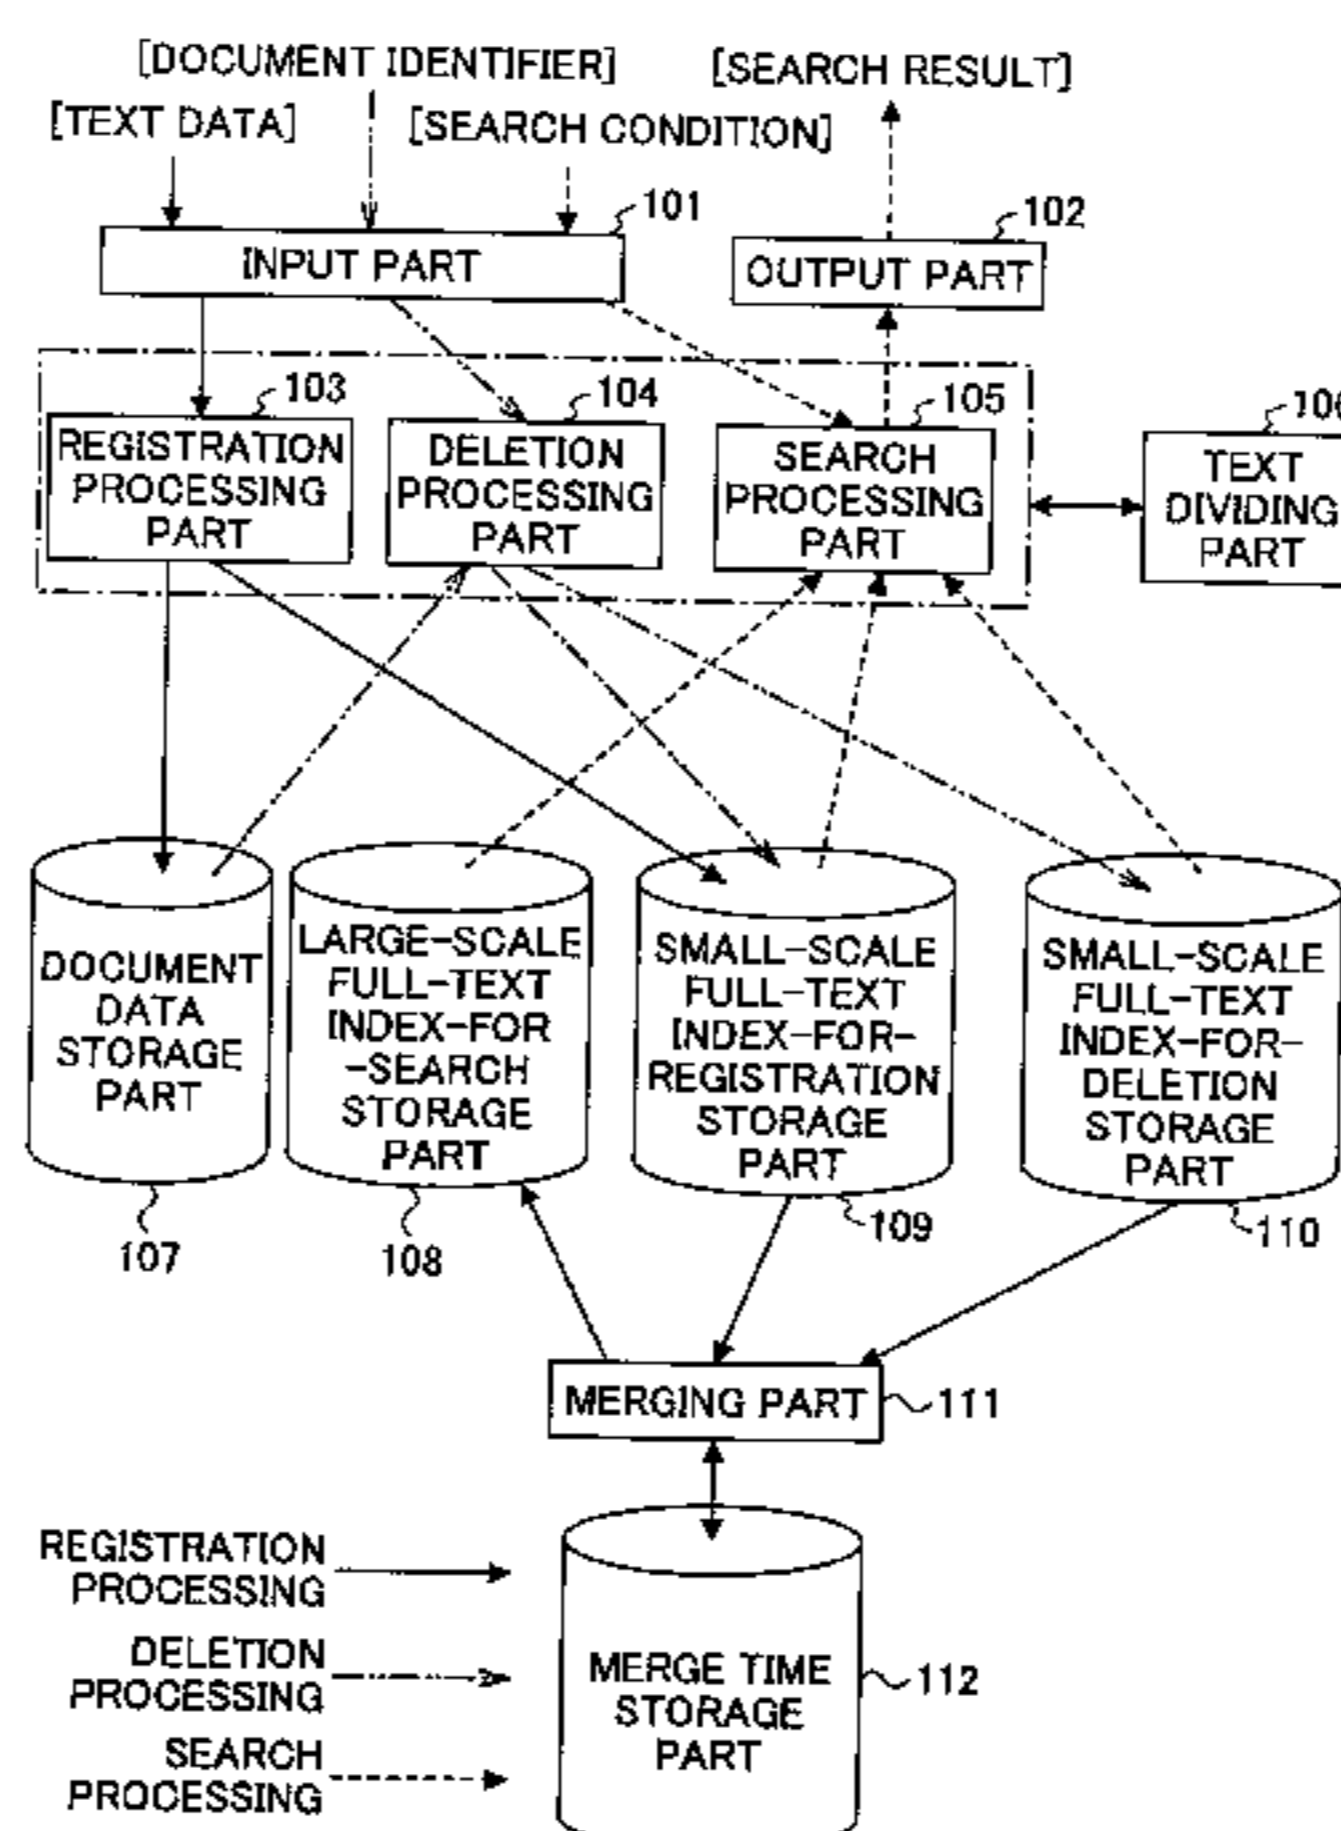 [DOCUMENT IDENTIFIER]
[SEARCH RESULT]
[TEXT DATA]
[SEARCH CONDITION]
101
102
INPUT PART
OUTPUT PART
103
104
105
REGISTRATION
PROCESSING
PART
DELETION
PROCESSING
PART
SEARCH
PROCESSING
PART
106
TEXT
DIVIDING
PART
DOCUMENT
DATA
STORAGE
PART
LARGE-SCALE
FULL-TEXT
INDEX-FOR
-SEARCH
STORAGE
PART
SMALL-SCALE
FULL-TEXT
INDEX-FOR-
REGISTRATION
STORAGE
PART
SMALL-SCALE
FULL-TEXT
INDEX-FOR-
DELETION
STORAGE
PART
107
108
109
110
MERGING PART
111
REGISTRATION
PROCESSING
DELETION
PROCESSING
SEARCH
PROCESSING
MERGE TIME
STORAGE
PART
112